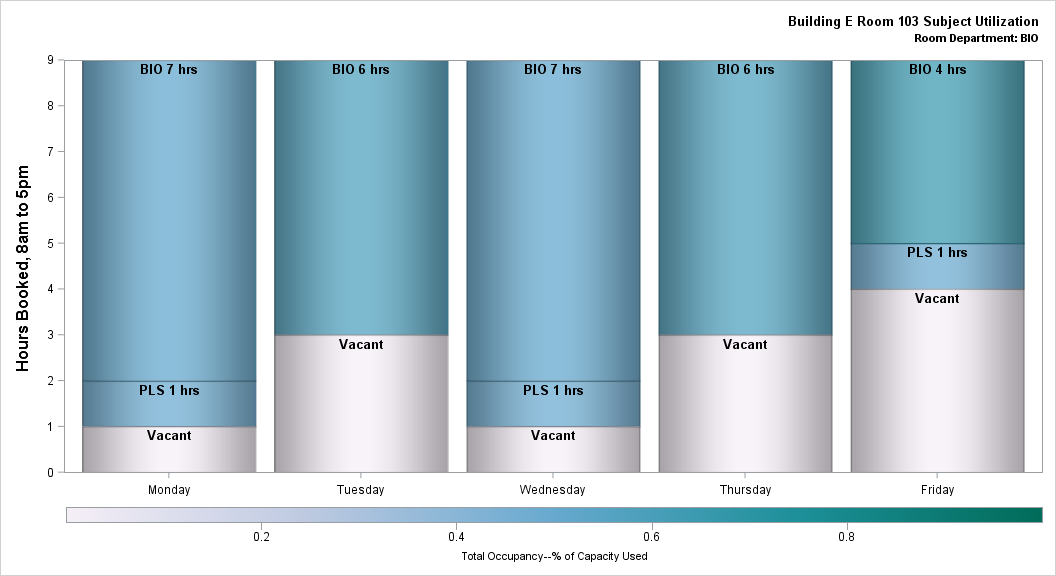 Building E Room 103 Subject Utilization
Room Department: BIO
Hours Booked, 8am to 5pm
9
8
7
6
5
4
3
2
1
0
BIO 7 hrs
PLS 1 hrs
Vacant
BIO 6 hrs
Vacant
BIO 7 hrs
PLS 1 hrs
Vacant
BIO 6 hrs
Vacant
BIO 4 hrs
PLS 1 hrs
Vacant
Monday
Tuesday
Wednesday
Thursday
Friday
0.2
0.4
0.6
0.8
Total Occupancy--% of Capacity Used